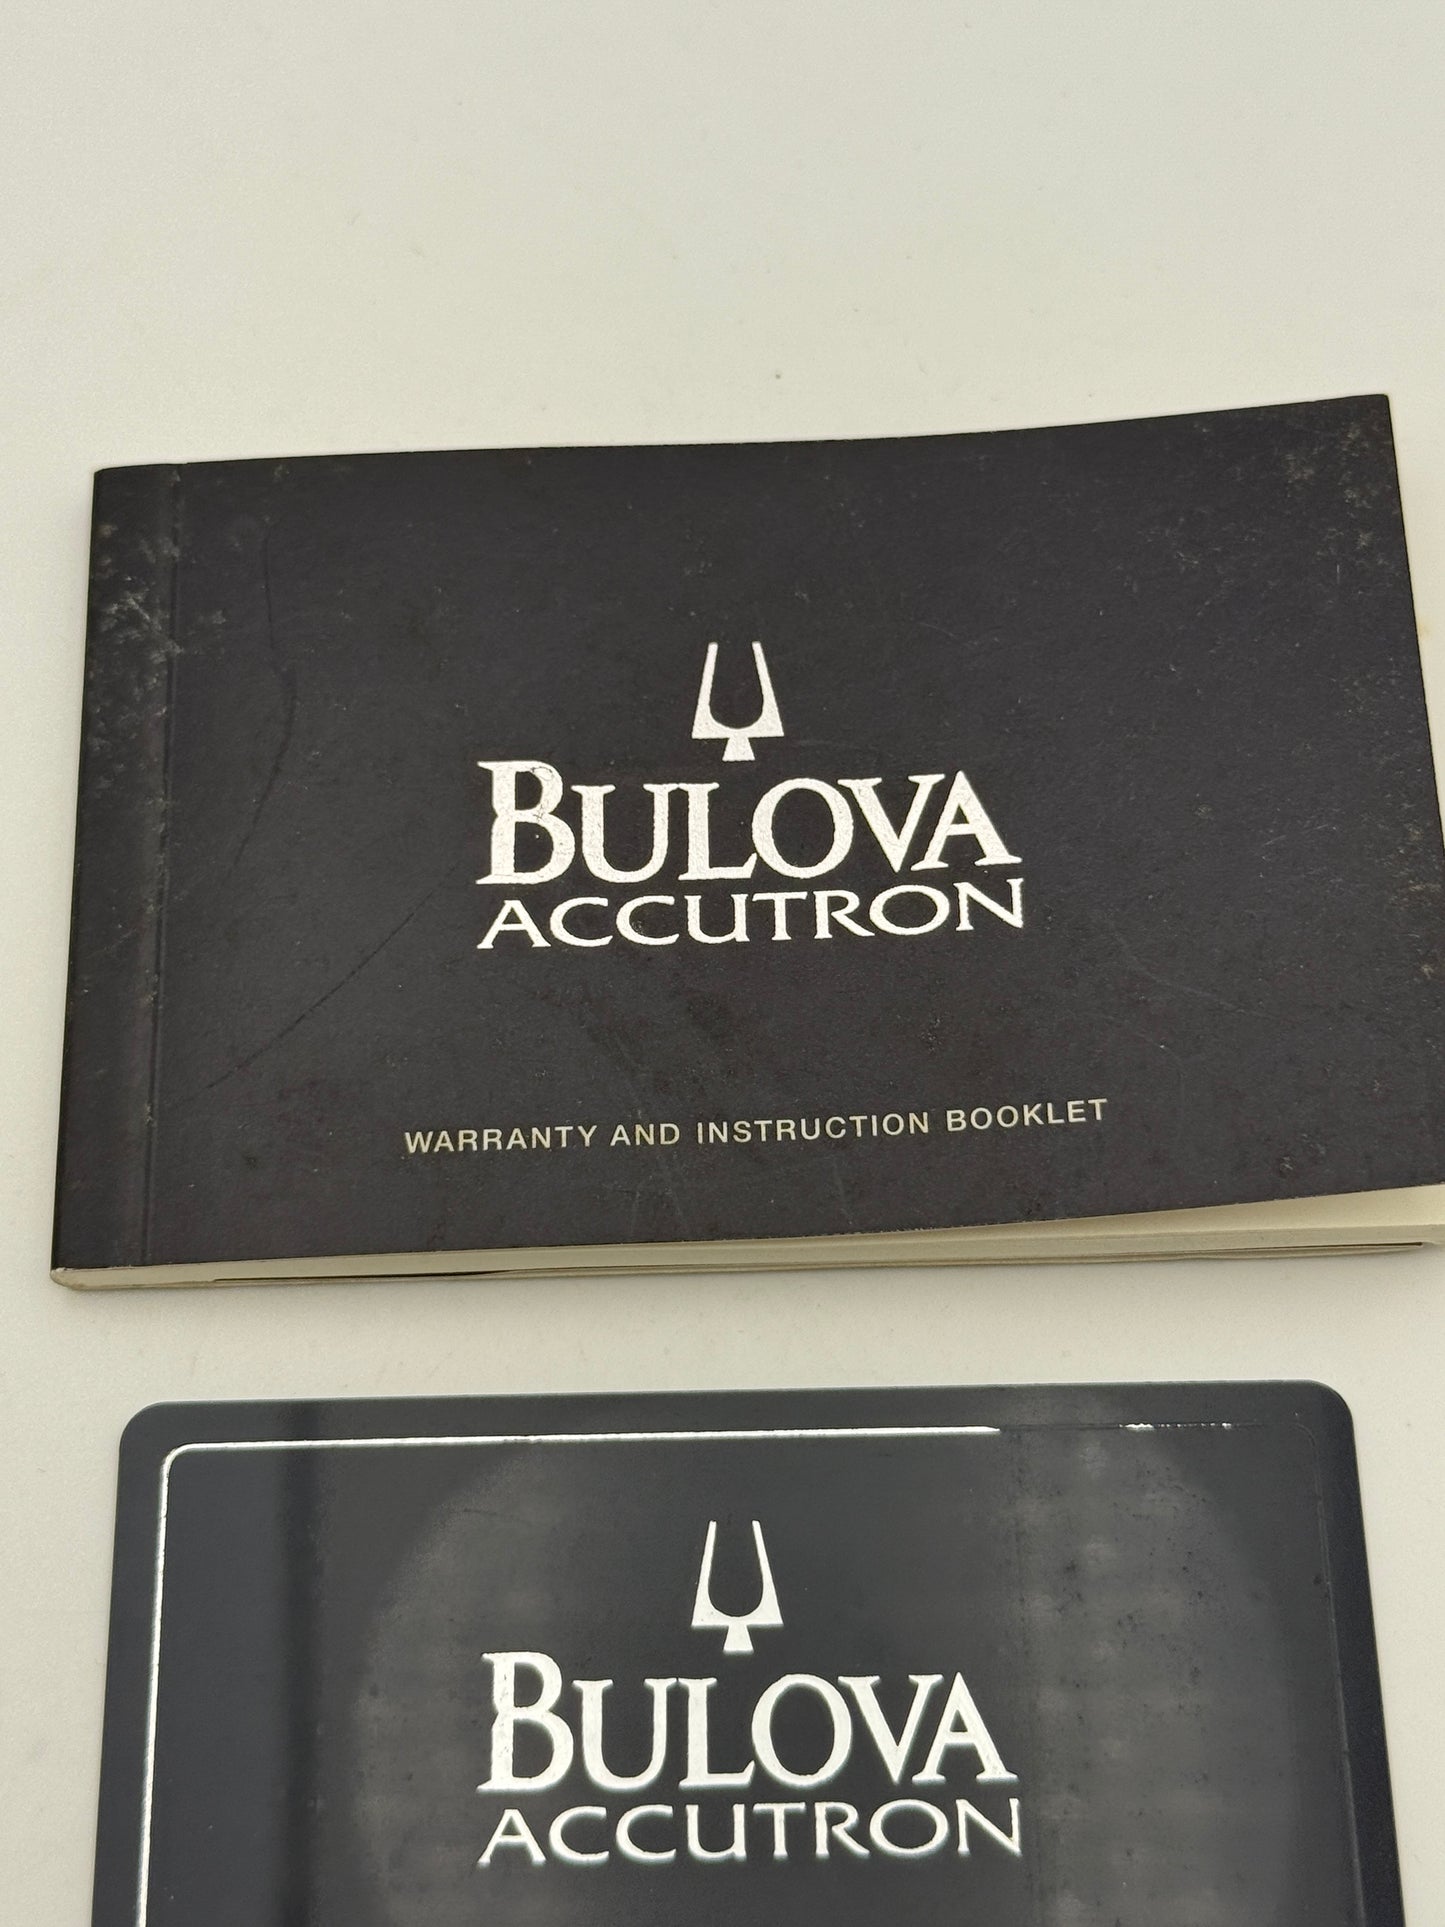 BULOVA
ACCUTRON
WARRANTY AND INSTRUCTION BOOKLET
BULOVA
ACCUTRON